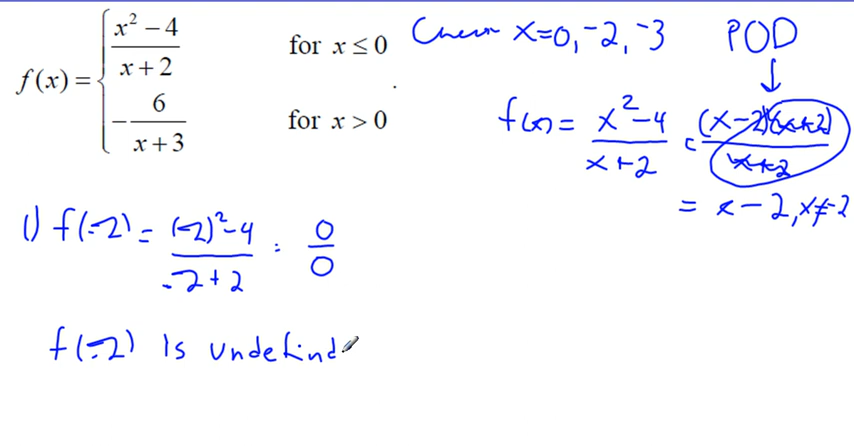 f(x) = { (x² − 4)/(x + 2) for x ≤ 0
−6/(x + 3) for x > 0 .
Check x=0, -2, -3
POD
↓
f(x) = (x²-4)/(x+2) = (x-2)(x+2)/(x+2)
= x-2, x≠-2
1) f(-2) = ((-2)²-4)/(-2+2) = 0/0
f(-2) is undefind